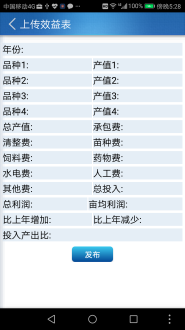 中国移动4G 100% 傍晚5:28
上传效益表
年份:
品种1: 产值1:
品种2: 产值2:
品种3: 产值3:
品种4: 产值4:
总产值: 承包费:
清整费: 苗种费:
饲料费: 药物费:
水电费: 人工费:
其他费: 总投入:
总利润: 亩均利润:
比上年增加: 比上年减少:
投入产出比:
发布